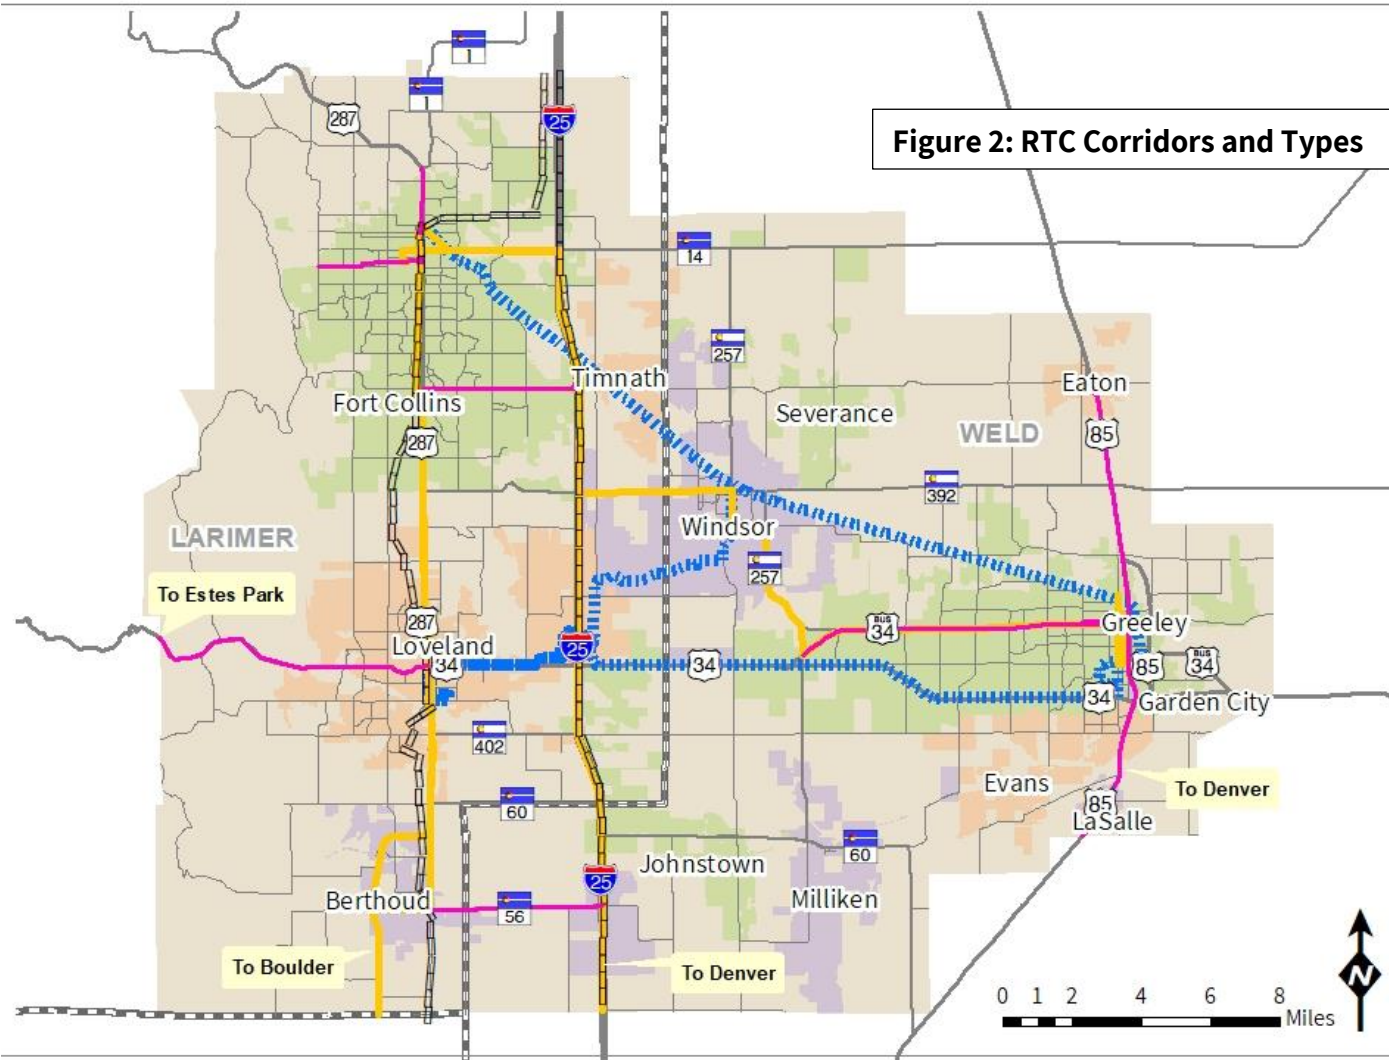 1
1
287
25
Figure 2: RTC Corridors and Types
14
257
Timnath
Eaton
Fort Collins
Severance
287
WELD
85
392
Windsor
LARIMER
257
To Estes Park
287
BUS
34
Greeley
Loveland
25
34
34
85
BUS
34
34
Garden City
402
Evans
To Denver
60
85
LaSalle
60
Johnstown
25
Berthoud
56
Milliken
To Boulder
To Denver
N
0 1 2 4 6 8
Miles